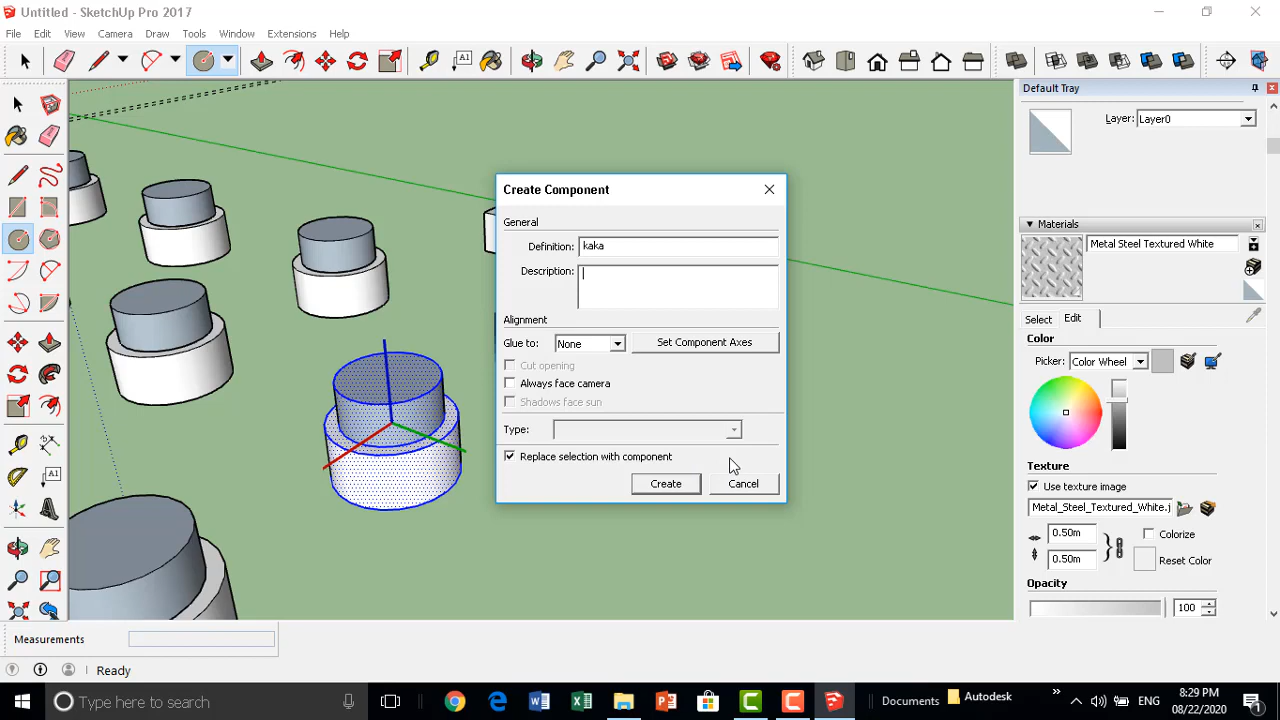 Untitled - SketchUp Pro 2017
File Edit View Camera Draw Tools Window Extensions Help
A1
Default Tray
Layer: Layer0
Create Component
General
Definition: kaka
Description:
Alignment
Glue to: None Set Component Axes
Cut opening
Always face camera
Shadows face sun
Type:
Replace selection with component
Create Cancel
Materials
Metal Steel Textured White
Select Edit
Color
Picker: Color Wheel
Texture
Use texture image
Metal_Steel_Textured_White.j
0.50m Colorize
0.50m Reset Color
Opacity
100
A1
Measurements
Ready
Type here to search
Documents Autodesk
ENG
8:29 PM
08/22/2020
1